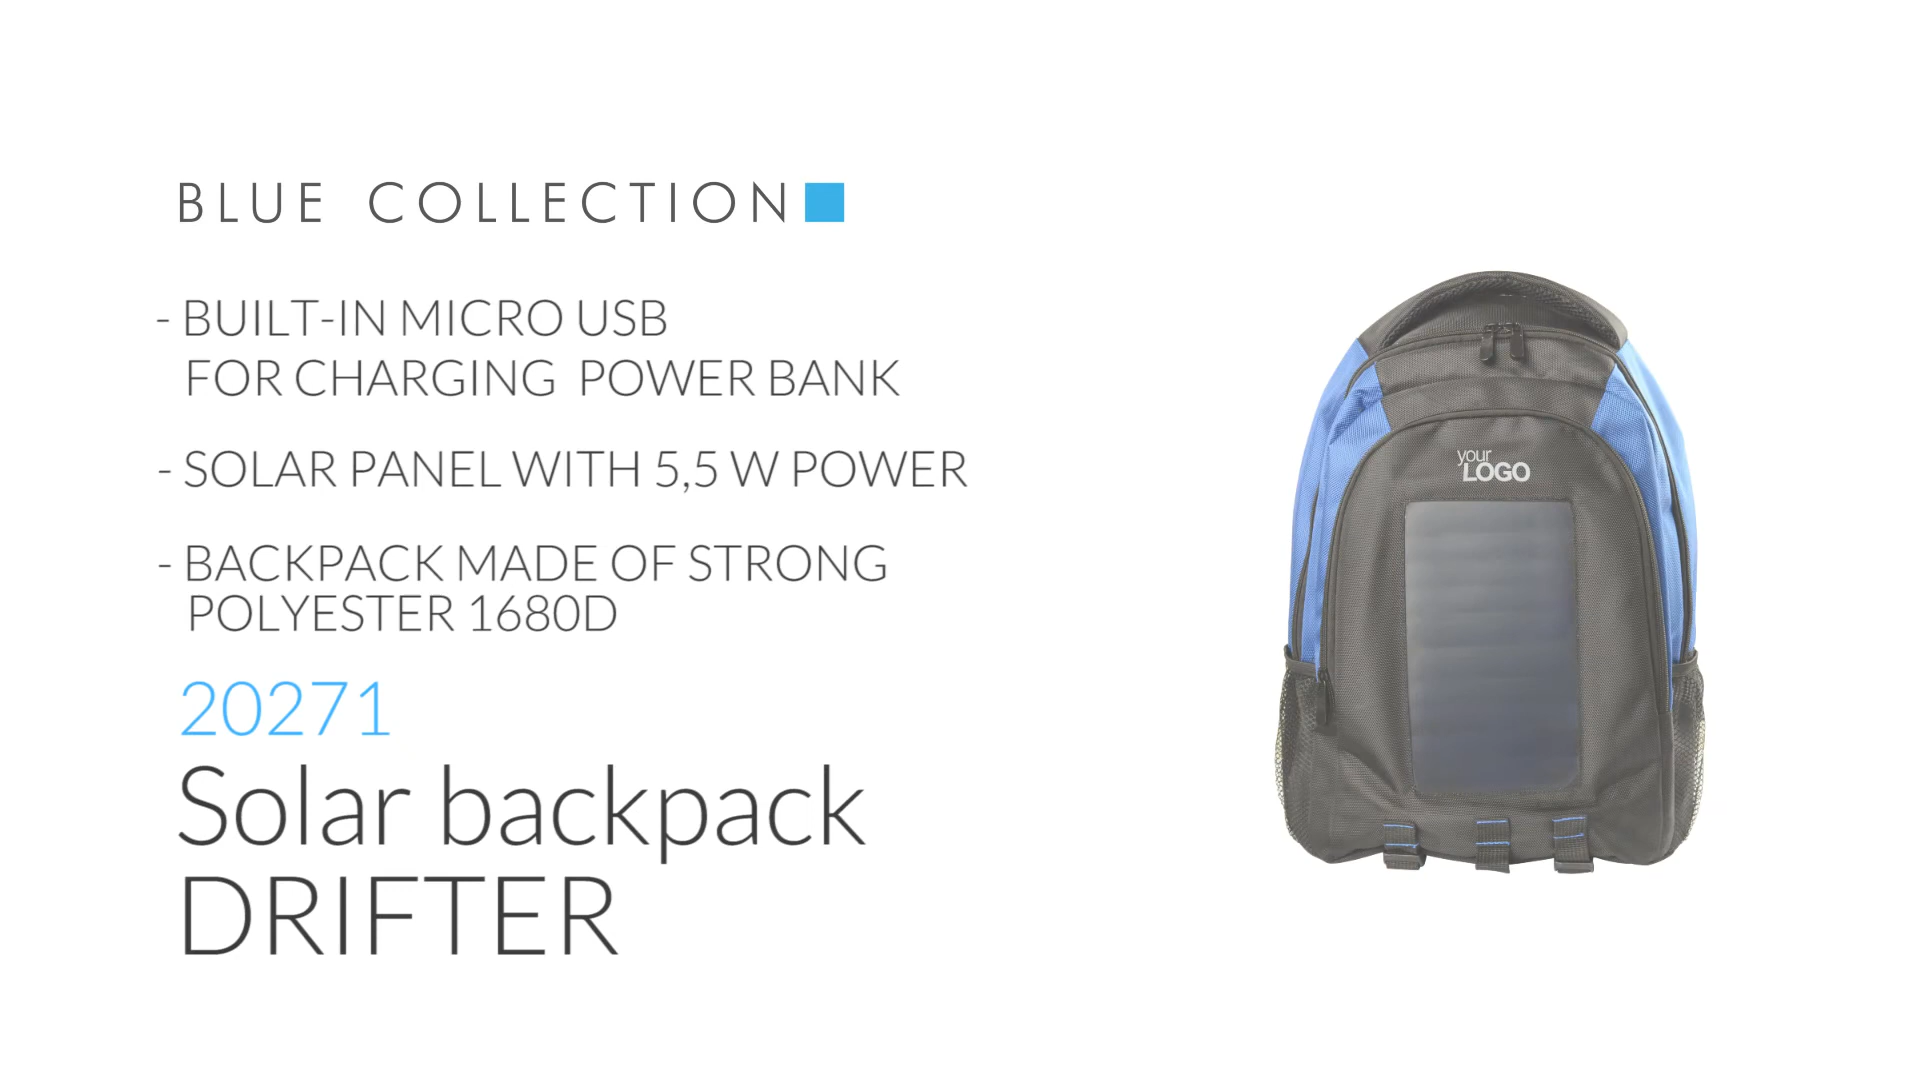 BLUE COLLECTION
- BUILT-IN MICRO USB
FOR CHARGING POWER BANK
- SOLAR PANEL WITH 5,5 W POWER
- BACKPACK MADE OF STRONG
POLYESTER 1680D
20271
Solar backpack
DRIFTER
your
LOGO